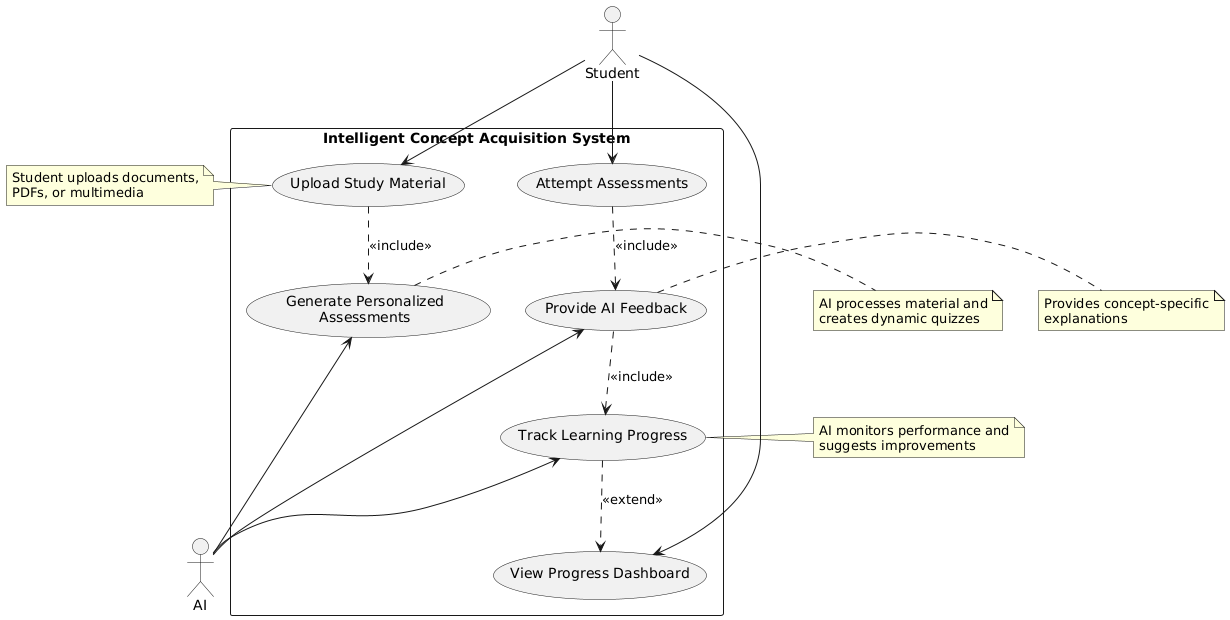 Student
Intelligent Concept Acquisition System
Student uploads documents,
PDFs, or multimedia
Upload Study Material
Attempt Assessments
«include»
«include»
Generate Personalized
Assessments
Provide AI Feedback
AI processes material and
creates dynamic quizzes
Provides concept-specific
explanations
«include»
Track Learning Progress
AI monitors performance and
suggests improvements
«extend»
View Progress Dashboard
AI